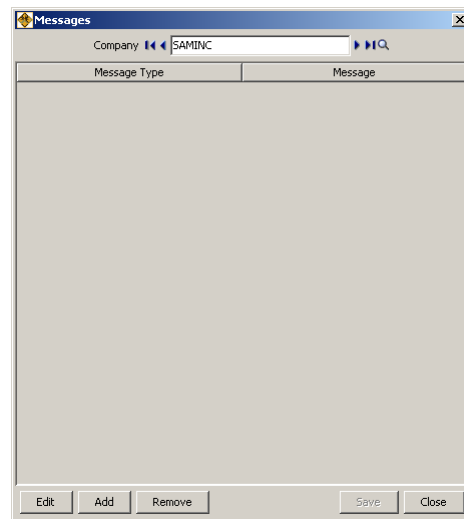 Messages
Company SAMINC
Message Type Message
Edit Add Remove Save Close